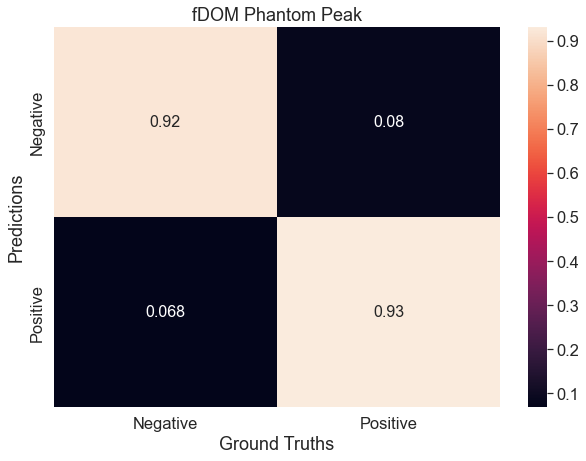 fDOM Phantom Peak
Negative
0.92
0.08
Predictions
Positive
0.068
0.93
Negative
Positive
Ground Truths
0.9
0.8
0.7
0.6
0.5
0.4
0.3
0.2
0.1